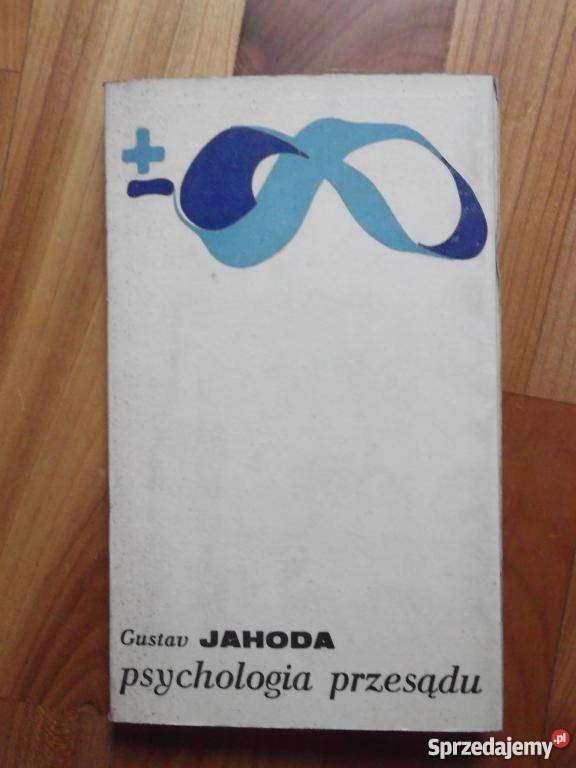 ±∞
Gustav JAHODA
psychologia przesądu
Sprzedajemy.pl